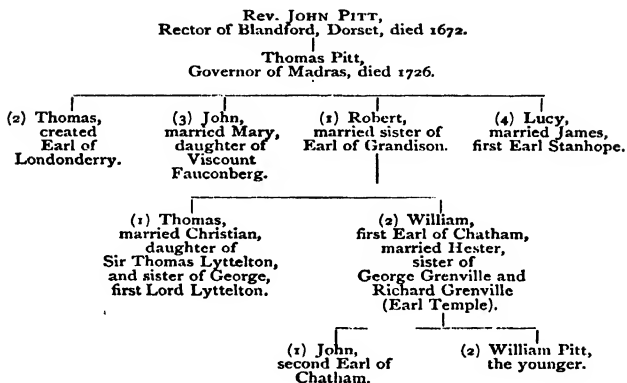 Rev. JOHN PITT,
Rector of Blandford, Dorset, died 1672.
Thomas Pitt,
Governor of Madras, died 1726.
(2) Thomas,
created
Earl of
Londonderry.
(3) John,
married Mary,
daughter of
Viscount
Fauconberg.
(1) Robert,
married sister of
Earl of Grandison.
(4) Lucy,
married James,
first Earl Stanhope.
(1) Thomas,
married Christian,
daughter of
Sir Thomas Lyttelton,
and sister of George,
first Lord Lyttelton.
(2) William,
first Earl of Chatham,
married Hester,
sister of
George Grenville and
Richard Grenville
(Earl Temple).
(1) John,
second Earl of
Chatham.
(2) William Pitt,
the younger.